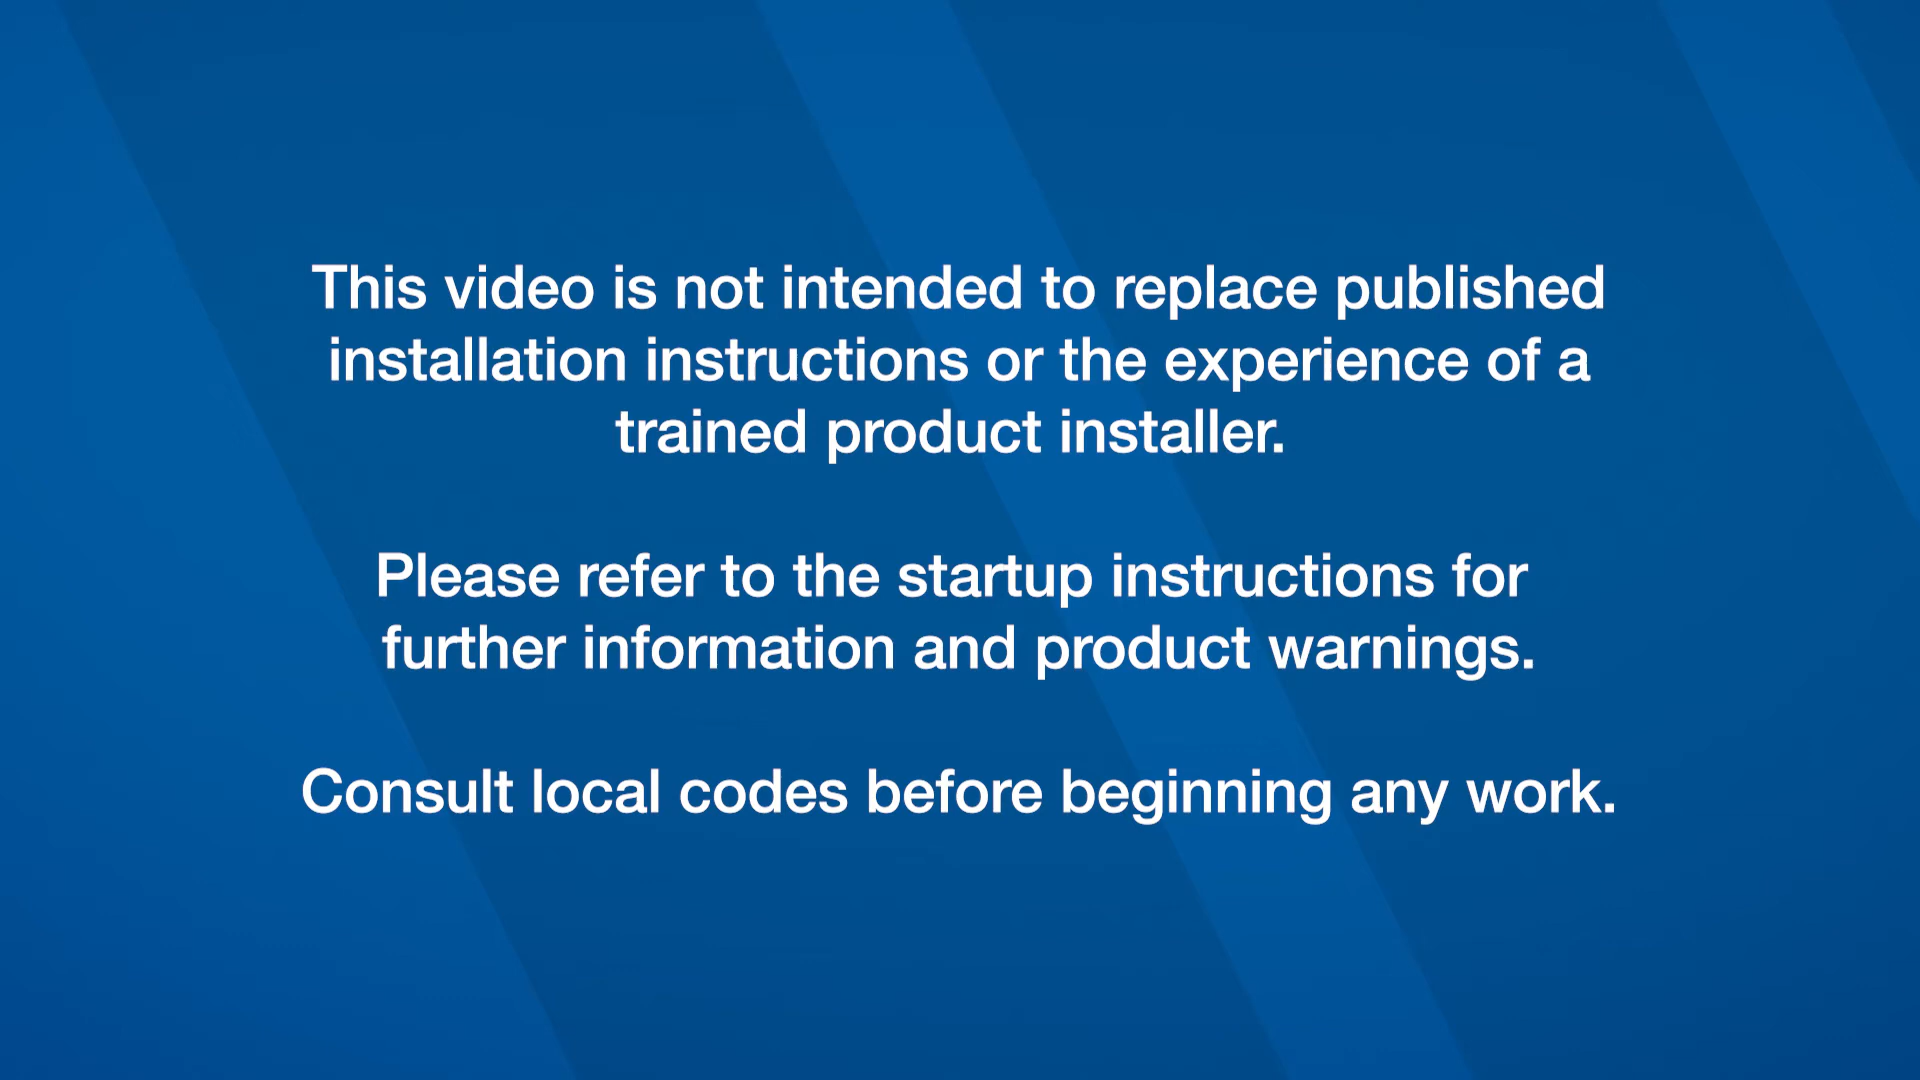 This video is not intended to replace published
installation instructions or the experience of a
trained product installer.
Please refer to the startup instructions for
further information and product warnings.
Consult local codes before beginning any work.